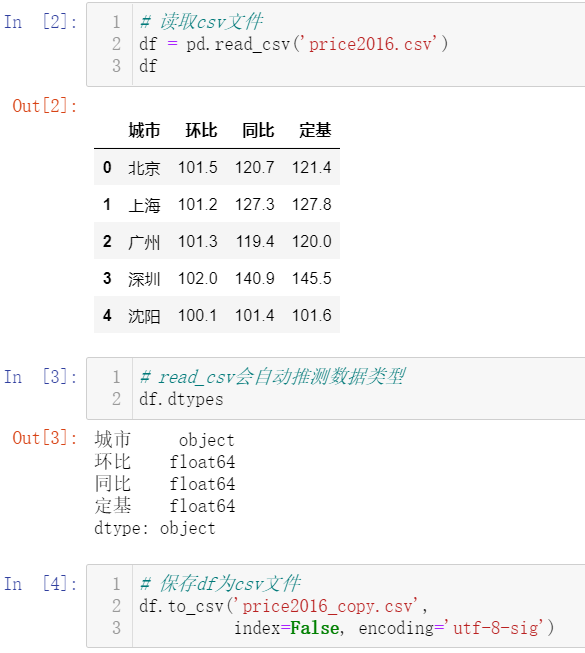 In [2]:
1 # 读取csv文件
2 df = pd.read_csv('price2016.csv')
3 df
Out[2]:
城市 环比 同比 定基
0 北京 101.5 120.7 121.4
1 上海 101.2 127.3 127.8
2 广州 101.3 119.4 120.0
3 深圳 102.0 140.9 145.5
4 沈阳 100.1 101.4 101.6
In [3]:
1 # read_csv会自动推测数据类型
2 df.dtypes
Out[3]:
城市 object
环比 float64
同比 float64
定基 float64
dtype: object
In [4]:
1 # 保存df为csv文件
2 df.to_csv('price2016_copy.csv',
3 index=False, encoding='utf-8-sig')